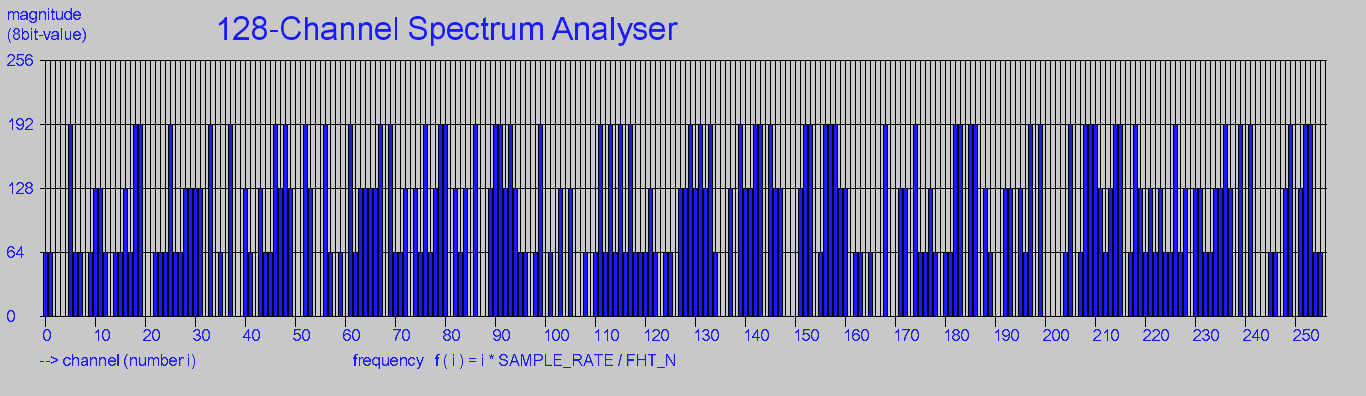 magnitude
(8bit-value)
128-Channel Spectrum Analyser
256
192
128
64
0
0 10 20 30 40 50 60 70 80 90 100 110 120 130 140 150 160 170 180 190 200 210 220 230 240 250
--> channel (number i) frequency f ( i ) = i * SAMPLE_RATE / FHT_N